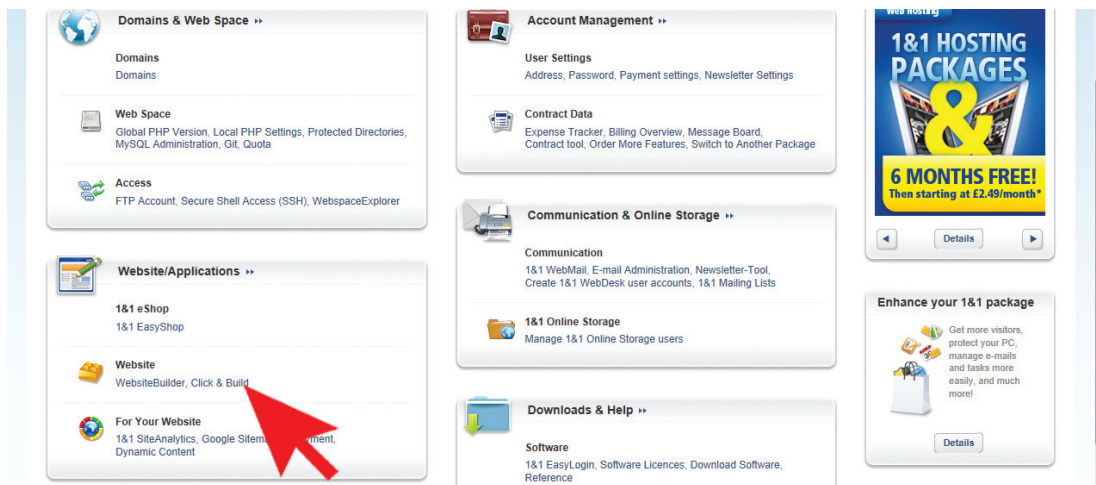 Domains & Web Space
Domains
Domains
Web Space
Global PHP Version, Local PHP Settings, Protected Directories,
MySQL Administration, Git, Quota
Access
FTP Account, Secure Shell Access (SSH), WebspaceExplorer
Website/Applications
1&1 eShop
1&1 EasyShop
Website
WebsiteBuilder, Click & Build
For Your Website
1&1 SiteAnalytics, Google
Dynamic Content
Account Management
User Settings
Address, Password, Payment settings, Newsletter Settings
Contract Data
Expense Tracker, Billing Overview, Message Board,
Contract tool, Order More Features, Switch to Another Package
Communication & Online Storage
Communication
1&1 WebMail, E-mail Administration, Newsletter-Tool,
Create 1&1 WebDesk user accounts, 1&1 Mailing Lists
1&1 Online Storage
Manage 1&1 Online Storage users
Downloads & Help
Software
1&1 EasyLogin, Software Licences, Download Software,
Reference
Web Hosting
1&1 HOSTING
PACKAGES
&
6 MONTHS FREE!
Then starting at £2.49/month*
Details
Enhance your 1&1 package
Get more visitors,
protect your PC,
manage e-mails
and tasks more
easily, and much
more!
Details